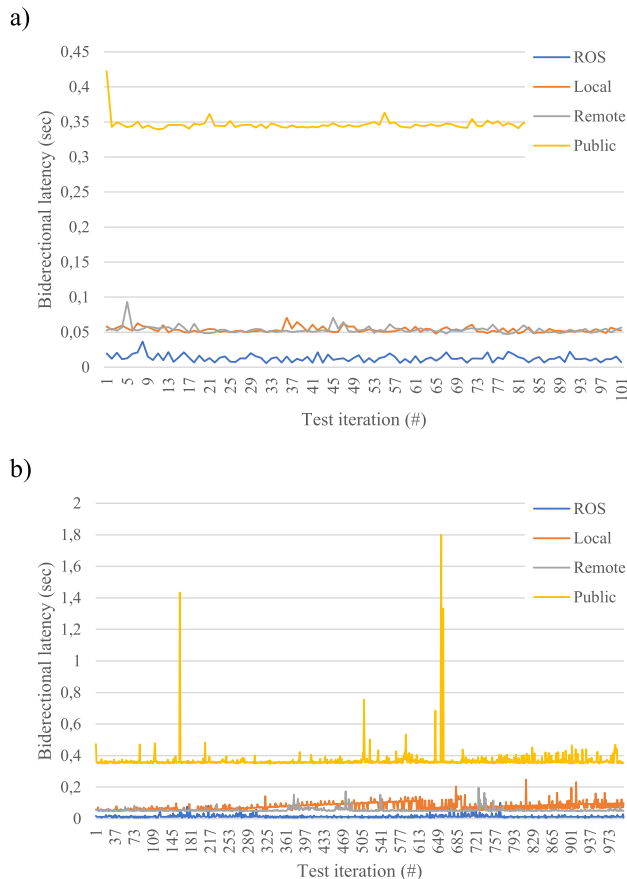 a)
0,45
0,4
0,35
0,3
0,25
0,2
0,15
0,1
0,05
0
Biderectional latency (sec)
ROS
Local
Remote
Public
1 5 9 13 17 21 25 29 33 37 41 45 49 53 57 61 65 69 73 77 81 85 89 93 97 101
Test iteration (#)
b)
2
1,8
1,6
1,4
1,2
1
0,8
0,6
0,4
0,2
0
Biderectional latency (sec)
ROS
Local
Remote
Public
1 37 73 109 145 181 217 253 289 325 361 397 433 469 505 541 577 613 649 685 721 757 793 829 865 901 937 973
Test iteration (#)